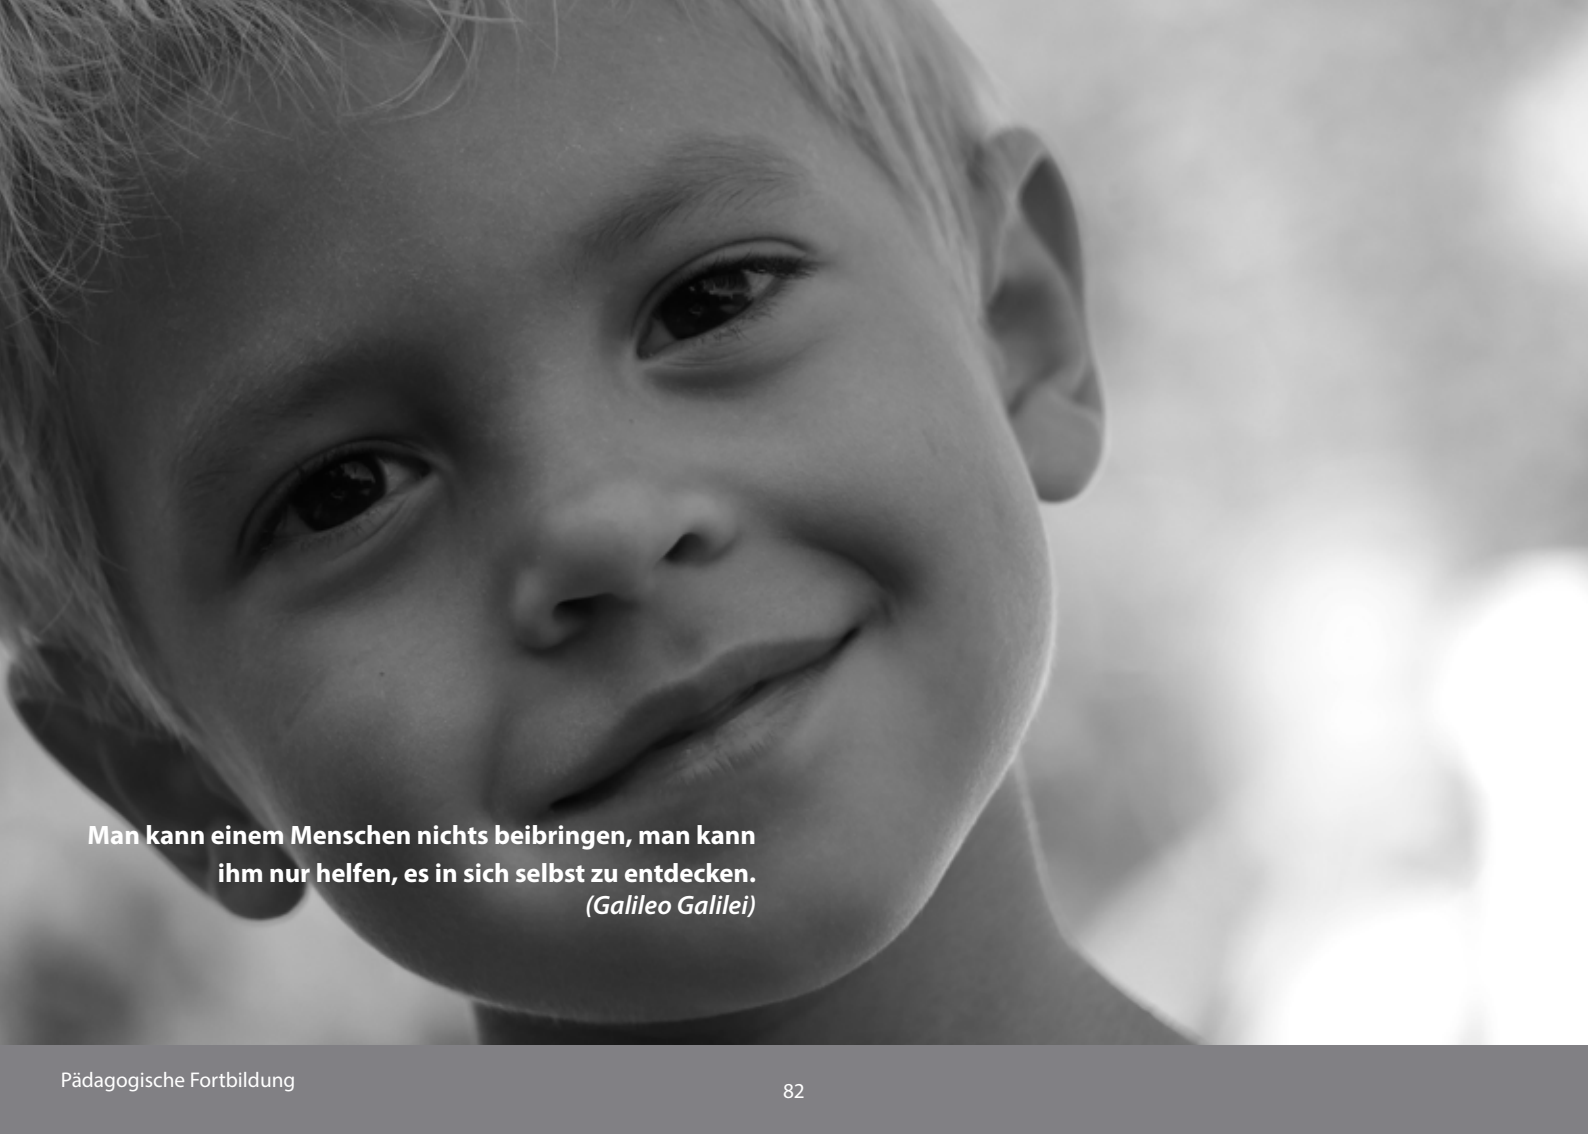 Man kann einem Menschen nichts beibringen, man kann
ihm nur helfen, es in sich selbst zu entdecken.
(Galileo Galilei)
Pädagogische Fortbildung
82